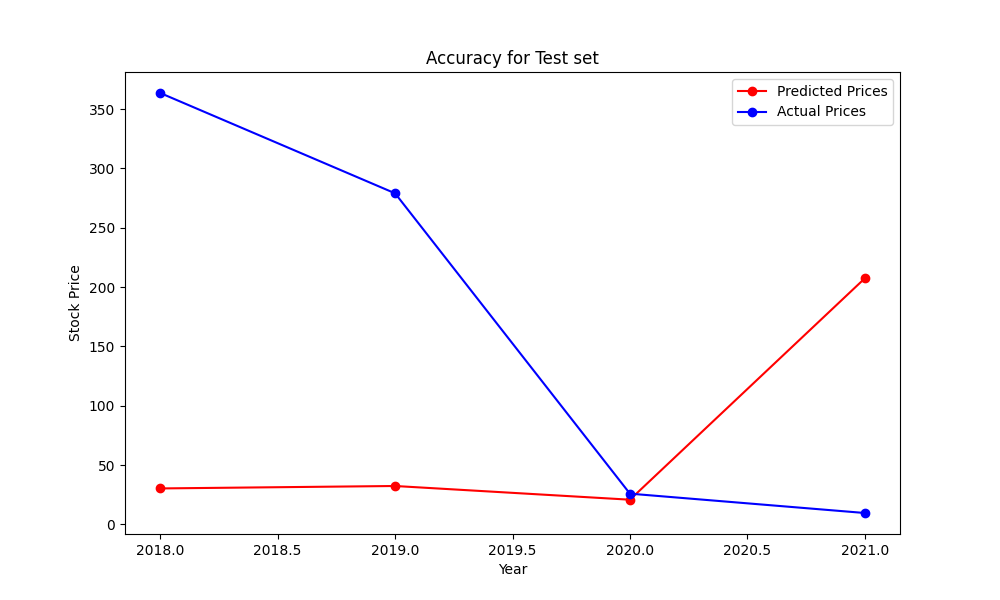 Accuracy for Test set
Predicted Prices
Actual Prices
Stock Price
350
300
250
200
150
100
50
0
2018.0 2018.5 2019.0 2019.5 2020.0 2020.5 2021.0
Year